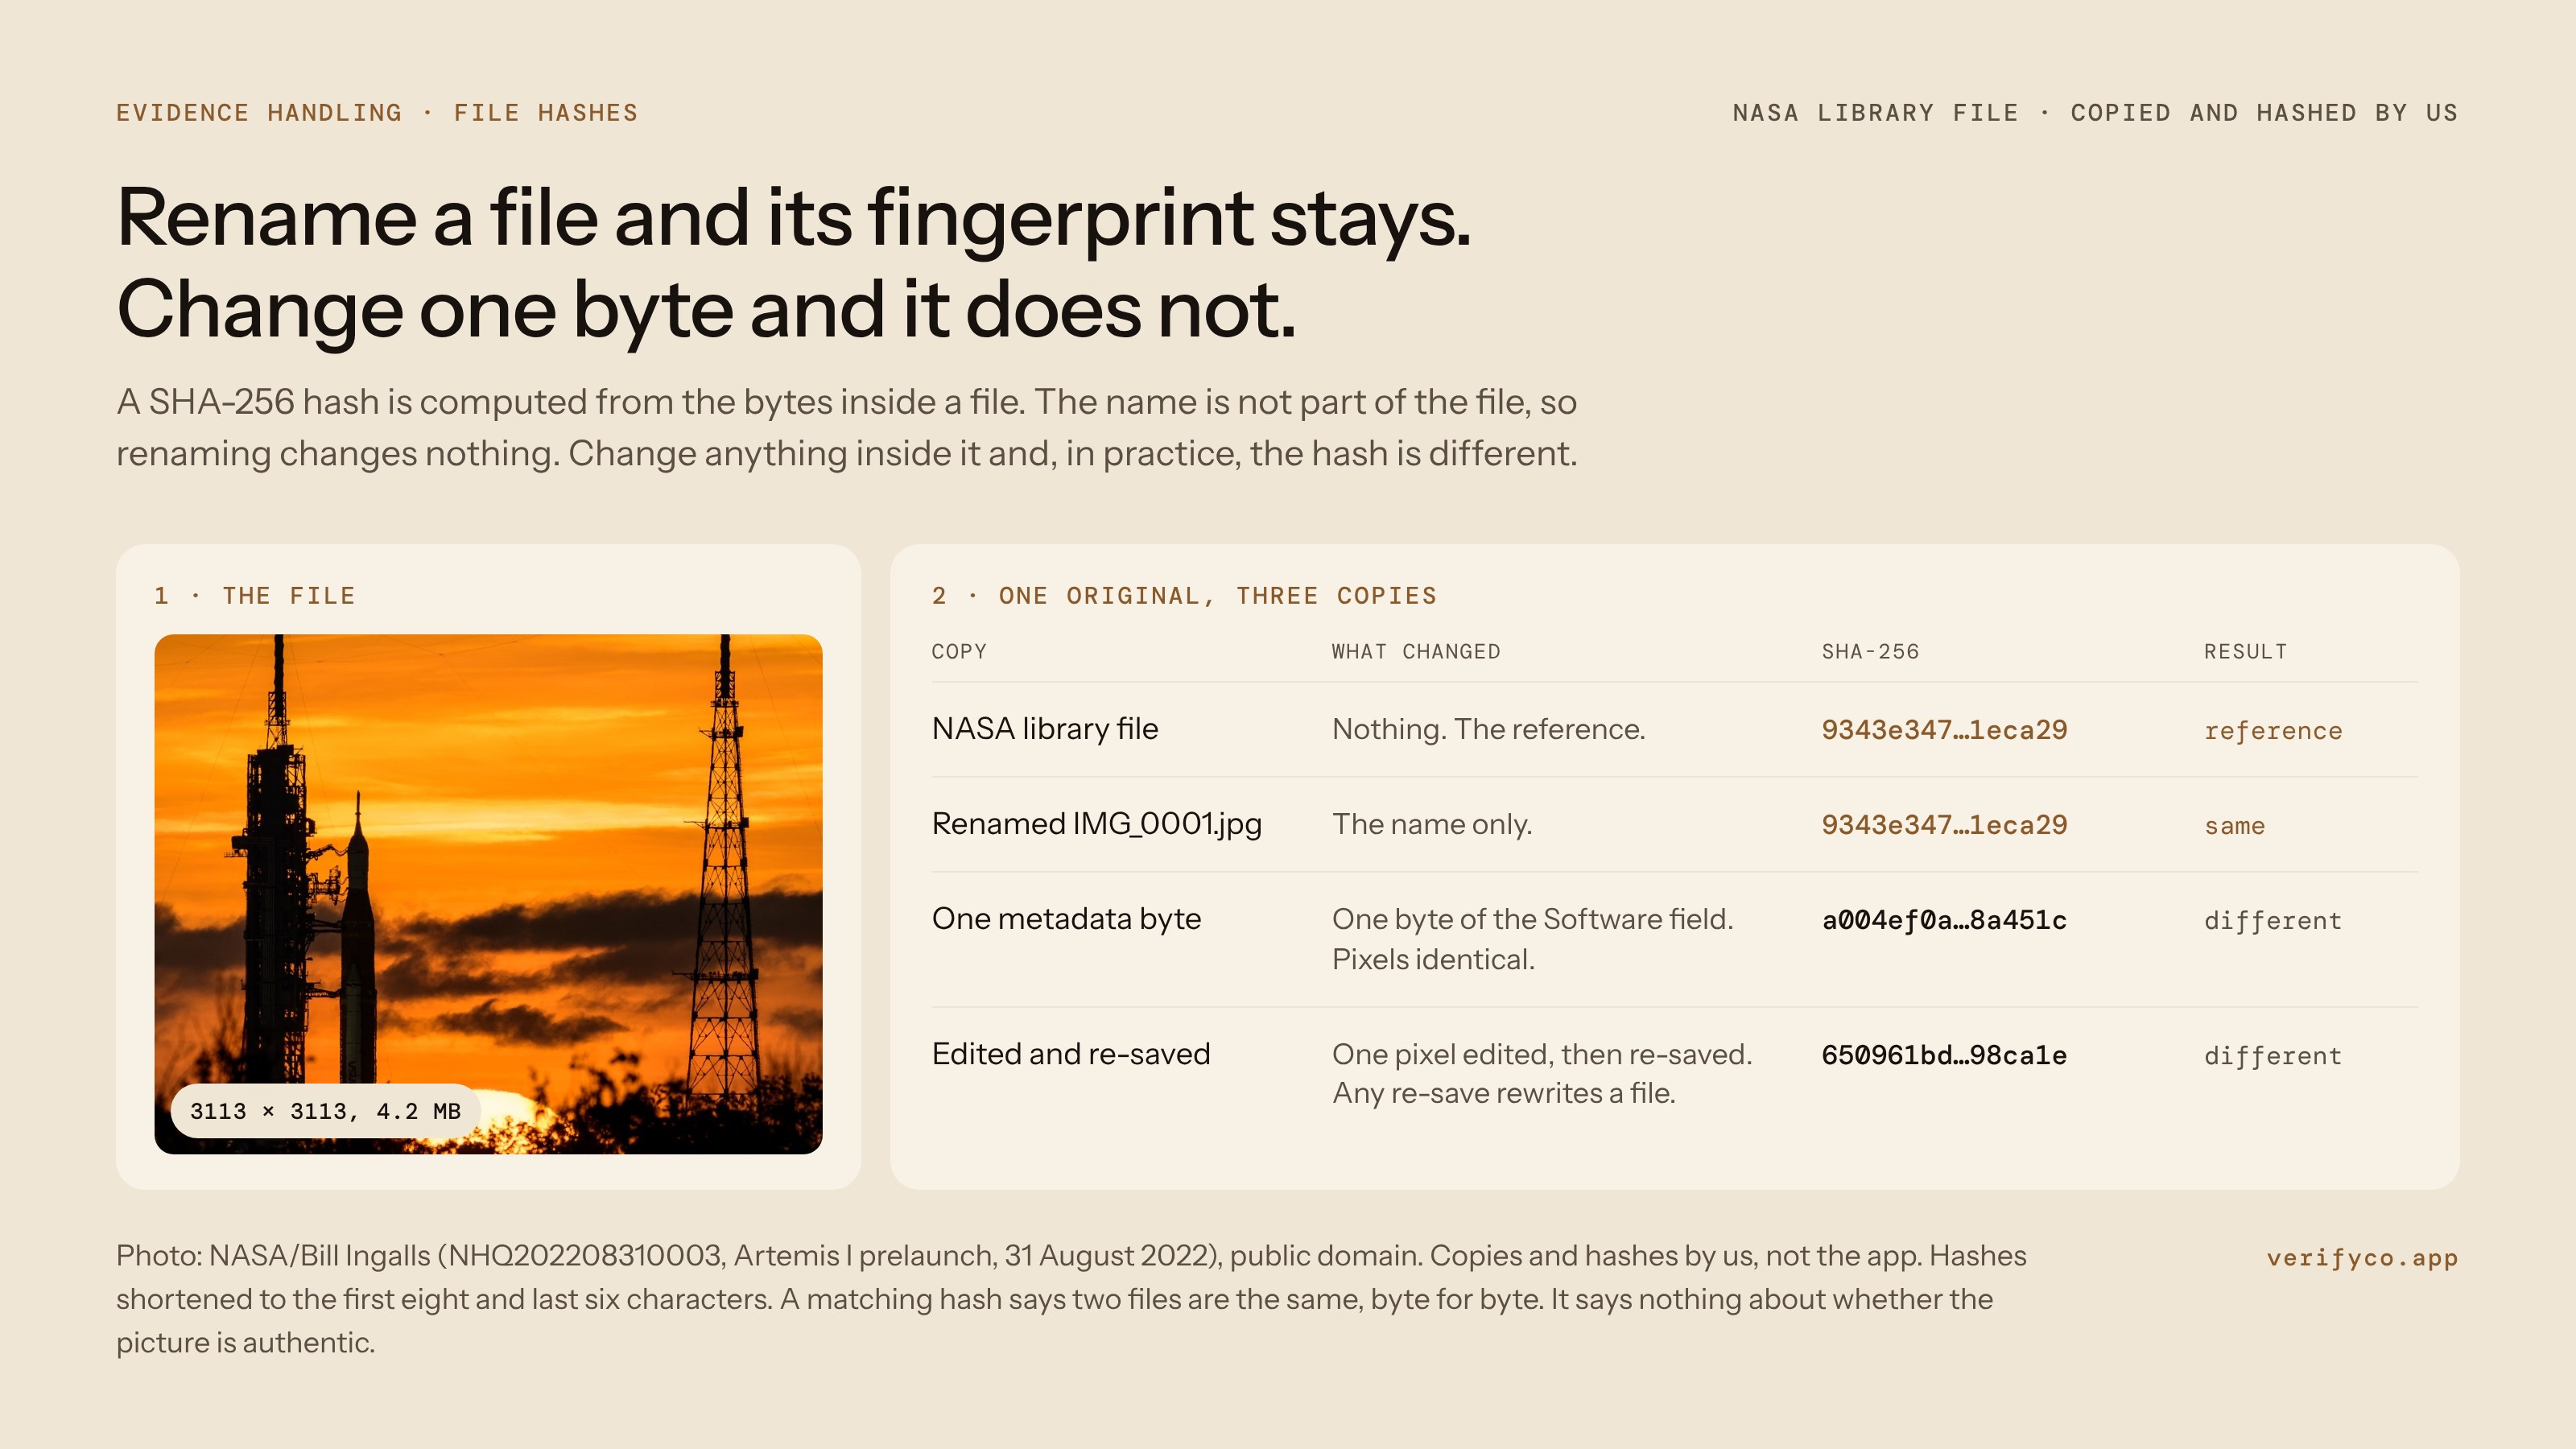 EVIDENCE HANDLING · FILE HASHES
NASA LIBRARY FILE · COPIED AND HASHED BY US
Rename a file and its fingerprint stays.
Change one byte and it does not.
A SHA-256 hash is computed from the bytes inside a file. The name is not part of the file, so
renaming changes nothing. Change anything inside it and, in practice, the hash is different.
1 · THE FILE
3113 × 3113, 4.2 MB
2 · ONE ORIGINAL, THREE COPIES
COPY WHAT CHANGED SHA-256 RESULT
NASA library file Nothing. The reference. 9343e347…1eca29 reference
Renamed IMG_0001.jpg The name only. 9343e347…1eca29 same
One metadata byte One byte of the Software field. a004ef0a…8a451c different
Pixels identical.
Edited and re-saved One pixel edited, then re-saved. 650961bd…98ca1e different
Any re-save rewrites a file.
Photo: NASA/Bill Ingalls (NHQ202208310003, Artemis I prelaunch, 31 August 2022), public domain. Copies and hashes by us, not the app. Hashes
shortened to the first eight and last six characters. A matching hash says two files are the same, byte for byte. It says nothing about whether the
picture is authentic.
verifyco.app